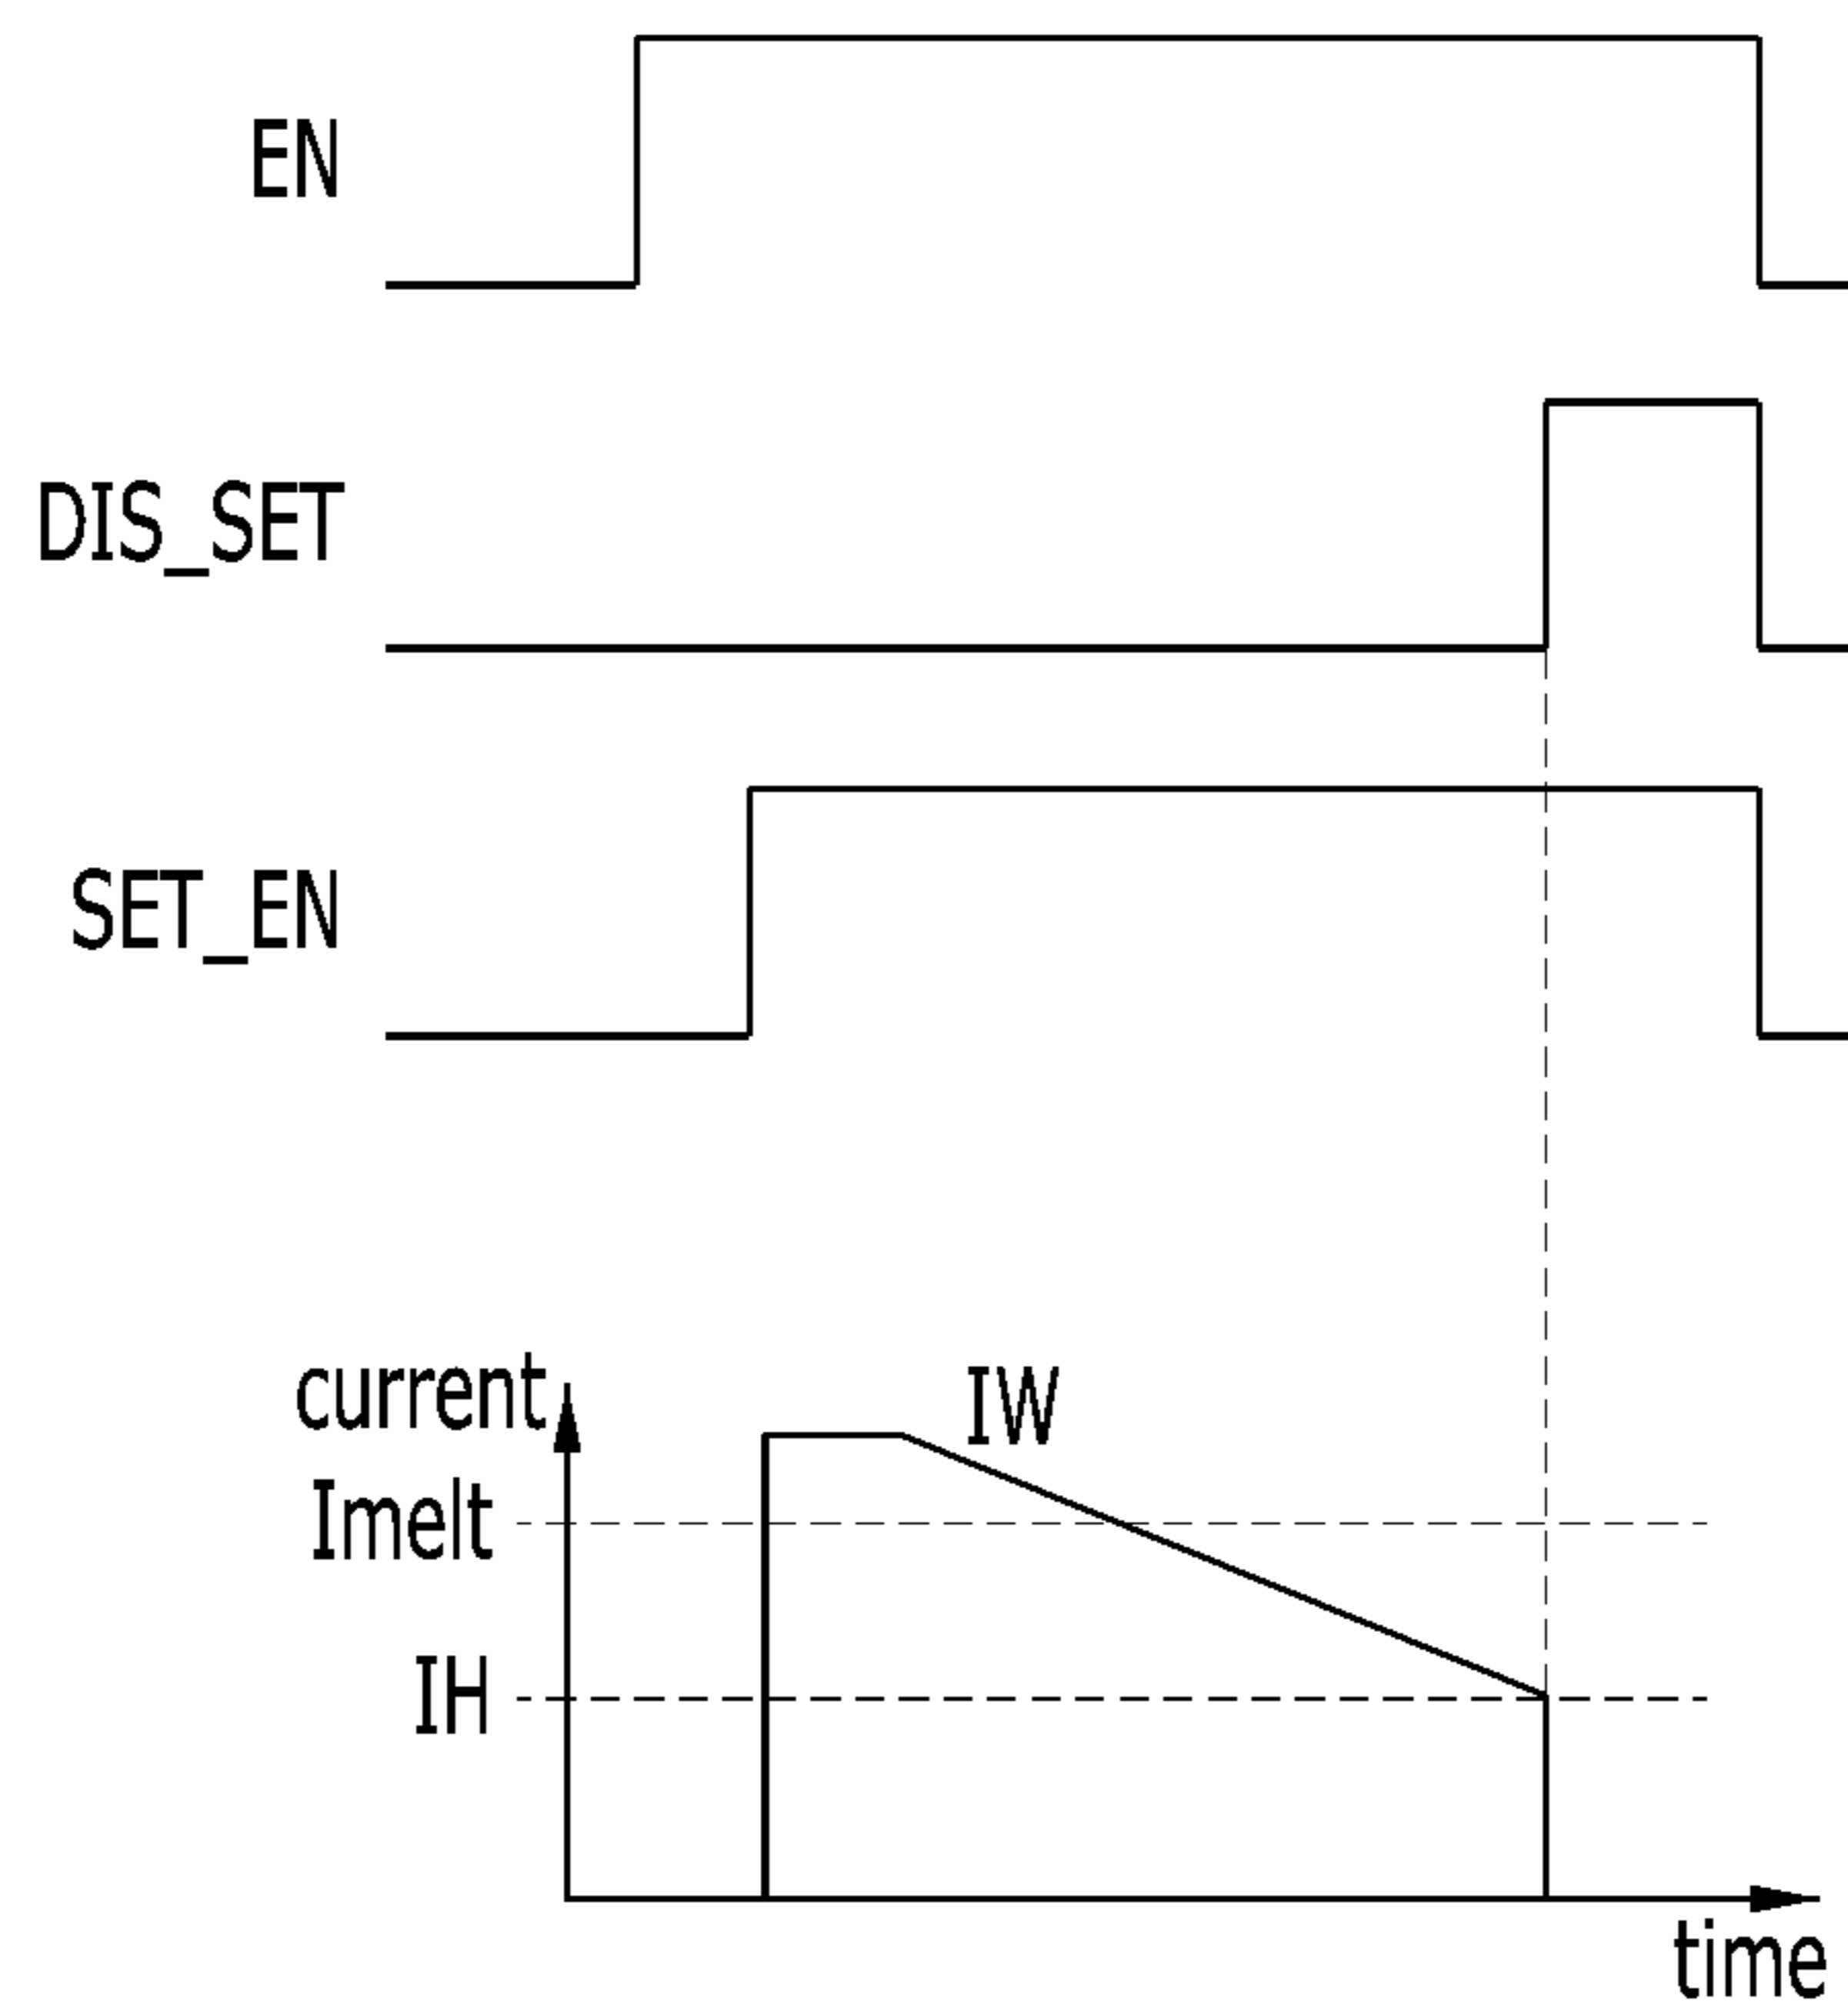 EN
DIS_SET
SET_EN
current
IW
Imelt
IH
time